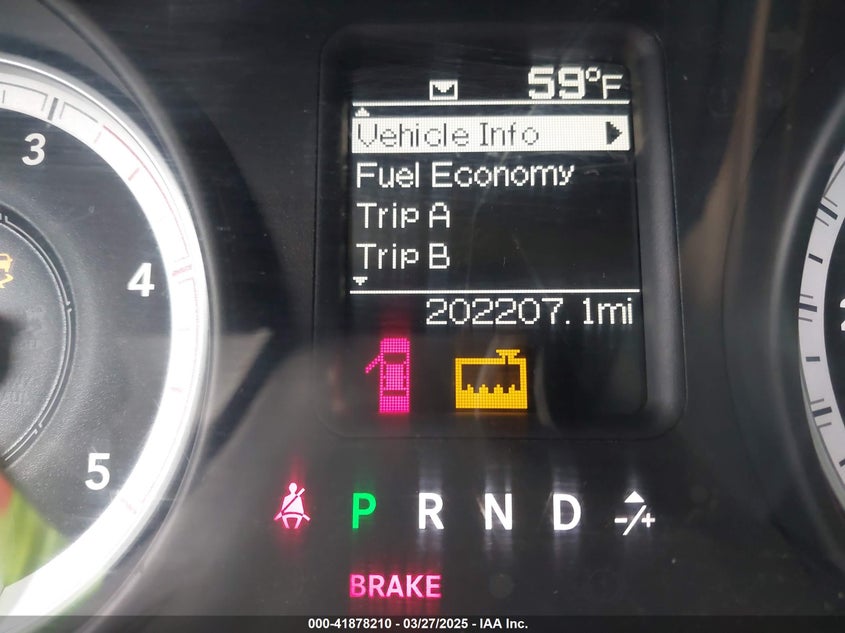 59°F
Vehicle Info
Fuel Economy
Trip A
Trip B
202207.1mi
3
4
5
P R N D -/+
BRAKE
000-41878210 - 03/27/2025 - IAA Inc.